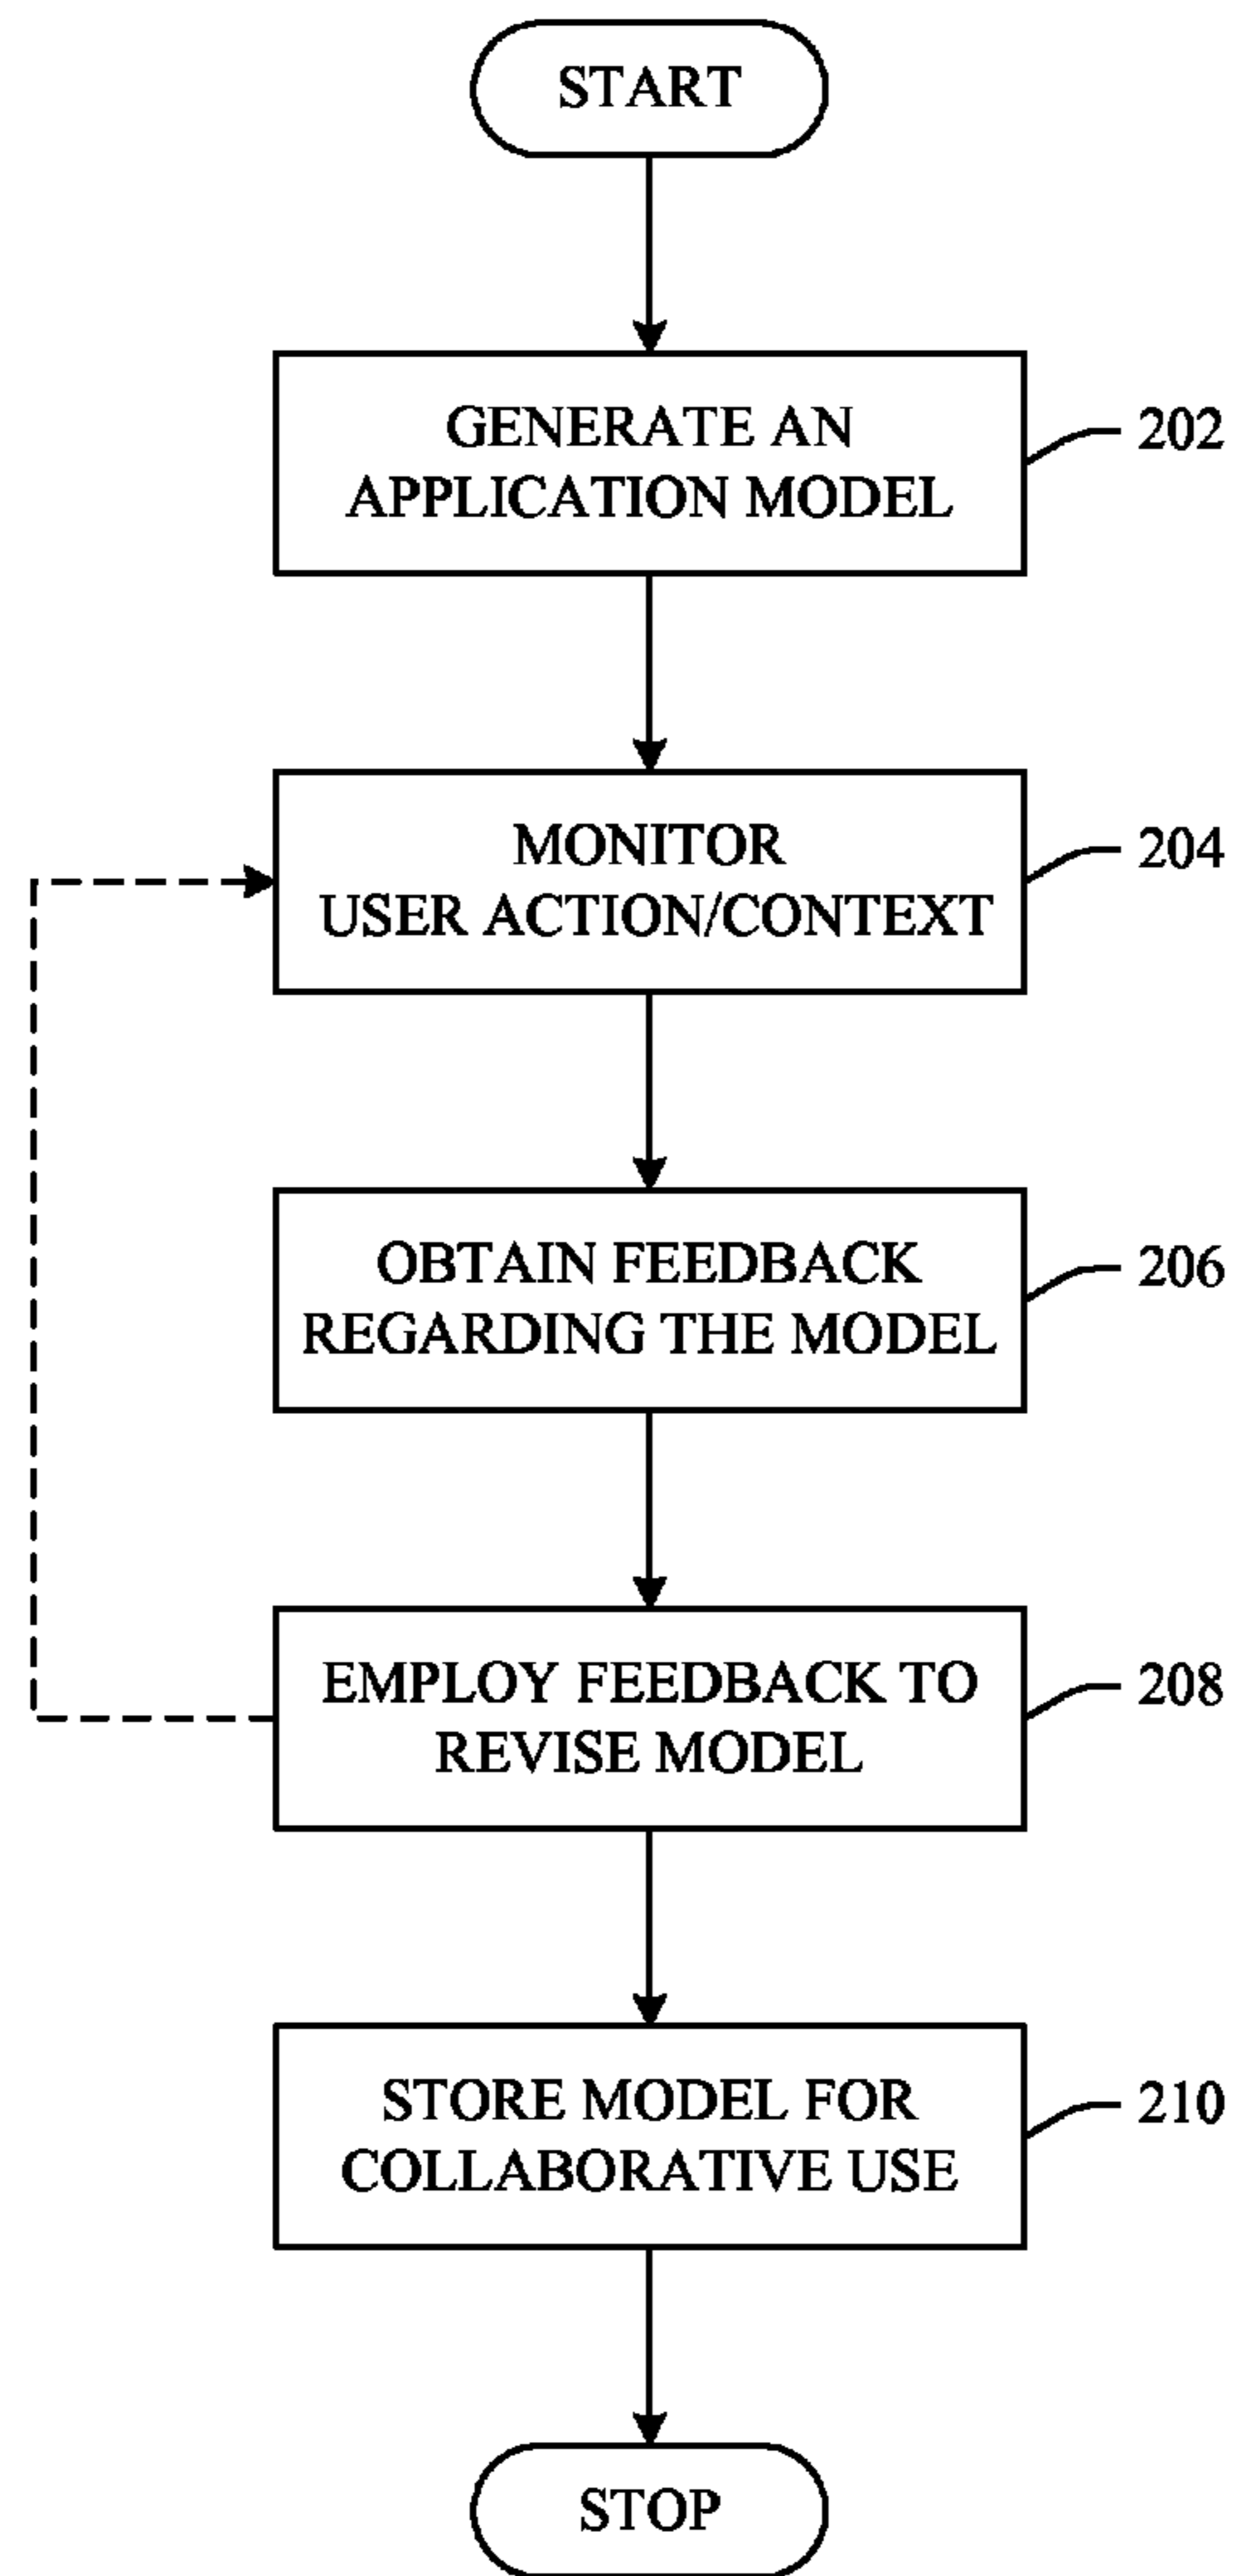 START
GENERATE AN
APPLICATION MODEL
202
MONITOR
USER ACTION/CONTEXT
204
OBTAIN FEEDBACK
REGARDING THE MODEL
206
EMPLOY FEEDBACK TO
REVISE MODEL
208
STORE MODEL FOR
COLLABORATIVE USE
210
STOP